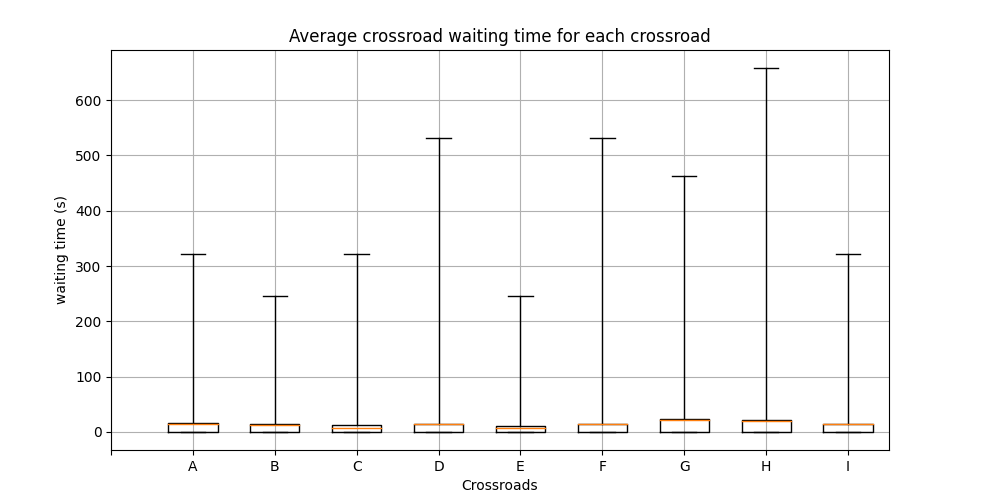 Average crossroad waiting time for each crossroad
600
500
400
300
200
100
0
waiting time (s)
A B C D E F G H I
Crossroads